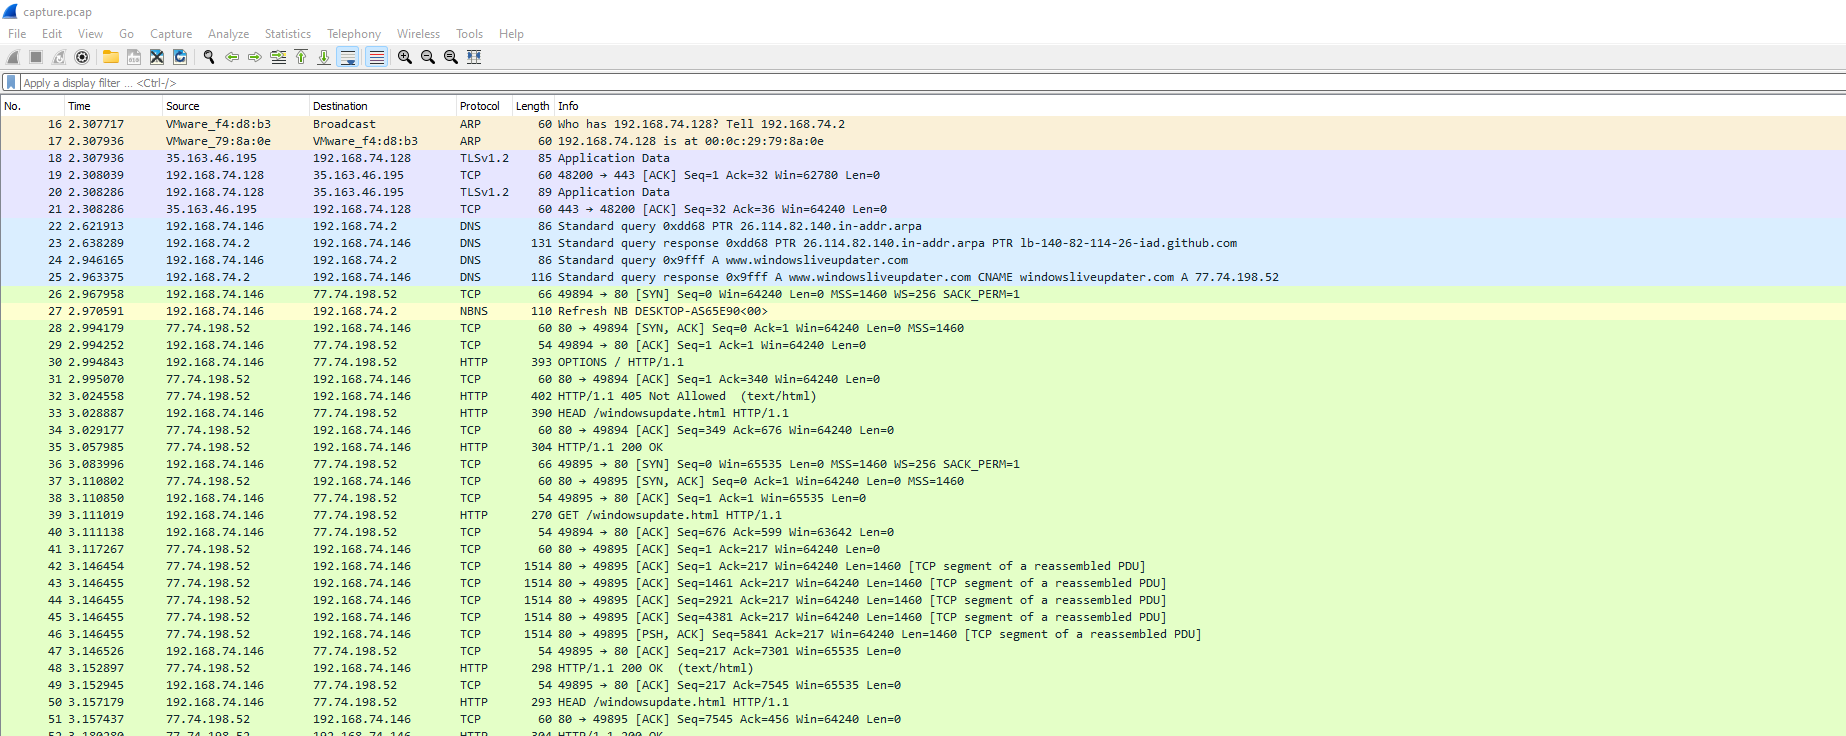 capture.pcap
File Edit View Go Capture Analyze Statistics Telephony Wireless Tools Help
Apply a display filter ... <Ctrl-/>
No. Time Source Destination Protocol Length Info
16 2.307717 VMware_f4:d8:b3 Broadcast ARP 60 Who has 192.168.74.128? Tell 192.168.74.2
17 2.307936 VMware_79:8a:0e VMware_f4:d8:b3 ARP 60 192.168.74.128 is at 00:0c:29:79:8a:0e
18 2.307936 35.163.46.195 192.168.74.128 TLSv1.2 85 Application Data
19 2.308039 192.168.74.128 35.163.46.195 TCP 60 48200 → 443 [ACK] Seq=1 Ack=32 Win=62780 Len=0
20 2.308286 192.168.74.128 35.163.46.195 TLSv1.2 89 Application Data
21 2.308286 35.163.46.195 192.168.74.128 TCP 60 443 → 48200 [ACK] Seq=32 Ack=36 Win=64240 Len=0
22 2.621913 192.168.74.146 192.168.74.2 DNS 86 Standard query 0xdd68 PTR 26.114.82.140.in-addr.arpa
23 2.638289 192.168.74.2 192.168.74.146 DNS 131 Standard query response 0xdd68 PTR 26.114.82.140.in-addr.arpa PTR lb-140-82-114-26-iad.github.com
24 2.946165 192.168.74.146 192.168.74.2 DNS 86 Standard query 0x9fff A www.windowsliveupdater.com
25 2.963375 192.168.74.2 192.168.74.146 DNS 116 Standard query response 0x9fff A www.windowsliveupdater.com CNAME windowsliveupdater.com A 77.74.198.52
26 2.967958 192.168.74.146 77.74.198.52 TCP 66 49894 → 80 [SYN] Seq=0 Win=64240 Len=0 MSS=1460 WS=256 SACK_PERM=1
27 2.970591 192.168.74.146 192.168.74.2 NBNS 110 Refresh NB DESKTOP-AS65E90<00>
28 2.994179 77.74.198.52 192.168.74.146 TCP 60 80 → 49894 [SYN, ACK] Seq=0 Ack=1 Win=64240 Len=0 MSS=1460
29 2.994252 192.168.74.146 77.74.198.52 TCP 54 49894 → 80 [ACK] Seq=1 Ack=1 Win=64240 Len=0
30 2.994843 192.168.74.146 77.74.198.52 HTTP 393 OPTIONS / HTTP/1.1
31 2.995070 77.74.198.52 192.168.74.146 TCP 60 80 → 49894 [ACK] Seq=1 Ack=340 Win=64240 Len=0
32 3.024558 77.74.198.52 192.168.74.146 HTTP 402 HTTP/1.1 405 Not Allowed (text/html)
33 3.028887 192.168.74.146 77.74.198.52 HTTP 390 HEAD /windowsupdate.html HTTP/1.1
34 3.029177 77.74.198.52 192.168.74.146 TCP 60 80 → 49894 [ACK] Seq=349 Ack=676 Win=64240 Len=0
35 3.057985 77.74.198.52 192.168.74.146 HTTP 304 HTTP/1.1 200 OK
36 3.083996 192.168.74.146 77.74.198.52 TCP 66 49895 → 80 [SYN] Seq=0 Win=65535 Len=0 MSS=1460 WS=256 SACK_PERM=1
37 3.110802 77.74.198.52 192.168.74.146 TCP 60 80 → 49895 [SYN, ACK] Seq=0 Ack=1 Win=64240 Len=0 MSS=1460
38 3.110850 192.168.74.146 77.74.198.52 TCP 54 49895 → 80 [ACK] Seq=1 Ack=1 Win=65535 Len=0
39 3.111019 192.168.74.146 77.74.198.52 HTTP 270 GET /windowsupdate.html HTTP/1.1
40 3.111138 192.168.74.146 77.74.198.52 TCP 54 49894 → 80 [ACK] Seq=676 Ack=599 Win=63642 Len=0
41 3.117267 77.74.198.52 192.168.74.146 TCP 60 80 → 49895 [ACK] Seq=1 Ack=217 Win=64240 Len=0
42 3.146454 77.74.198.52 192.168.74.146 TCP 1514 80 → 49895 [ACK] Seq=1 Ack=217 Win=64240 Len=1460 [TCP segment of a reassembled PDU]
43 3.146455 77.74.198.52 192.168.74.146 TCP 1514 80 → 49895 [ACK] Seq=1461 Ack=217 Win=64240 Len=1460 [TCP segment of a reassembled PDU]
44 3.146455 77.74.198.52 192.168.74.146 TCP 1514 80 → 49895 [ACK] Seq=2921 Ack=217 Win=64240 Len=1460 [TCP segment of a reassembled PDU]
45 3.146455 77.74.198.52 192.168.74.146 TCP 1514 80 → 49895 [ACK] Seq=4381 Ack=217 Win=64240 Len=1460 [TCP segment of a reassembled PDU]
46 3.146455 77.74.198.52 192.168.74.146 TCP 1514 80 → 49895 [PSH, ACK] Seq=5841 Ack=217 Win=64240 Len=1460 [TCP segment of a reassembled PDU]
47 3.146526 192.168.74.146 77.74.198.52 TCP 54 49895 → 80 [ACK] Seq=217 Ack=7301 Win=65535 Len=0
48 3.152897 77.74.198.52 192.168.74.146 HTTP 298 HTTP/1.1 200 OK (text/html)
49 3.152945 192.168.74.146 77.74.198.52 TCP 54 49895 → 80 [ACK] Seq=217 Ack=7545 Win=65535 Len=0
50 3.157179 192.168.74.146 77.74.198.52 HTTP 293 HEAD /windowsupdate.html HTTP/1.1
51 3.157437 77.74.198.52 192.168.74.146 TCP 60 80 → 49895 [ACK] Seq=7545 Ack=456 Win=64240 Len=0
52 3.180280 77.74.198.52 192.168.74.146 HTTP 304 HTTP/1.1 200 OK